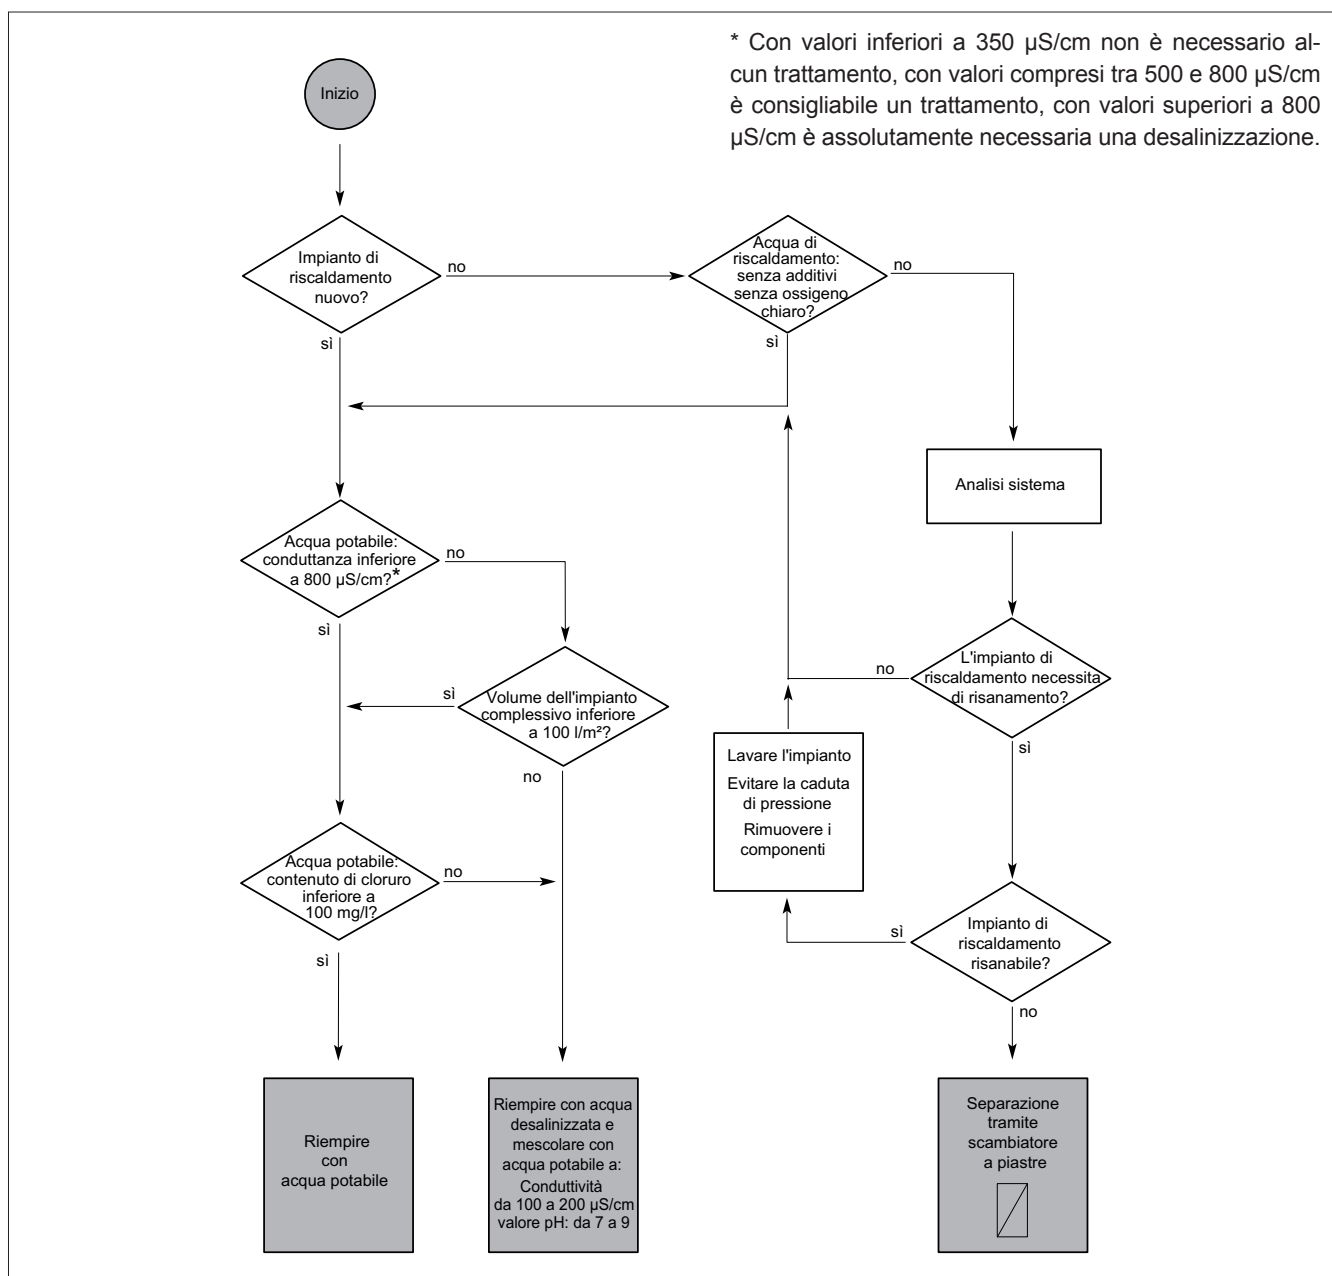 * Con valori inferiori a 350 µS/cm non è necessario al-
cun trattamento, con valori compresi tra 500 e 800 µS/cm
è consigliabile un trattamento, con valori superiori a 800
µS/cm è assolutamente necessaria una desalinizzazione.
Inizio
Impianto di
riscaldamento
nuovo?
no
sì
Acqua di
riscaldamento:
senza additivi
senza ossigeno
chiaro?
no
sì
Analisi sistema
Acqua potabile:
conduttanza inferiore
a 800 µS/cm?*
no
sì
Volume dell'impianto
complessivo inferiore
a 100 l/m²?
sì
no
L'impianto di
riscaldamento necessita
di risanamento?
no
sì
Lavare l'impianto
Evitare la caduta
di pressione
Rimuovere i
componenti
Acqua potabile:
contenuto di cloruro
inferiore a
100 mg/l?
no
sì
Impianto di
riscaldamento
risanabile?
sì
no
Riempire
con
acqua potabile
Riempire con acqua
desalinizzata e
mescolare con
acqua potabile a:
Conduttività
da 100 a 200 µS/cm
valore pH: da 7 a 9
Separazione
tramite
scambiatore
a piastre